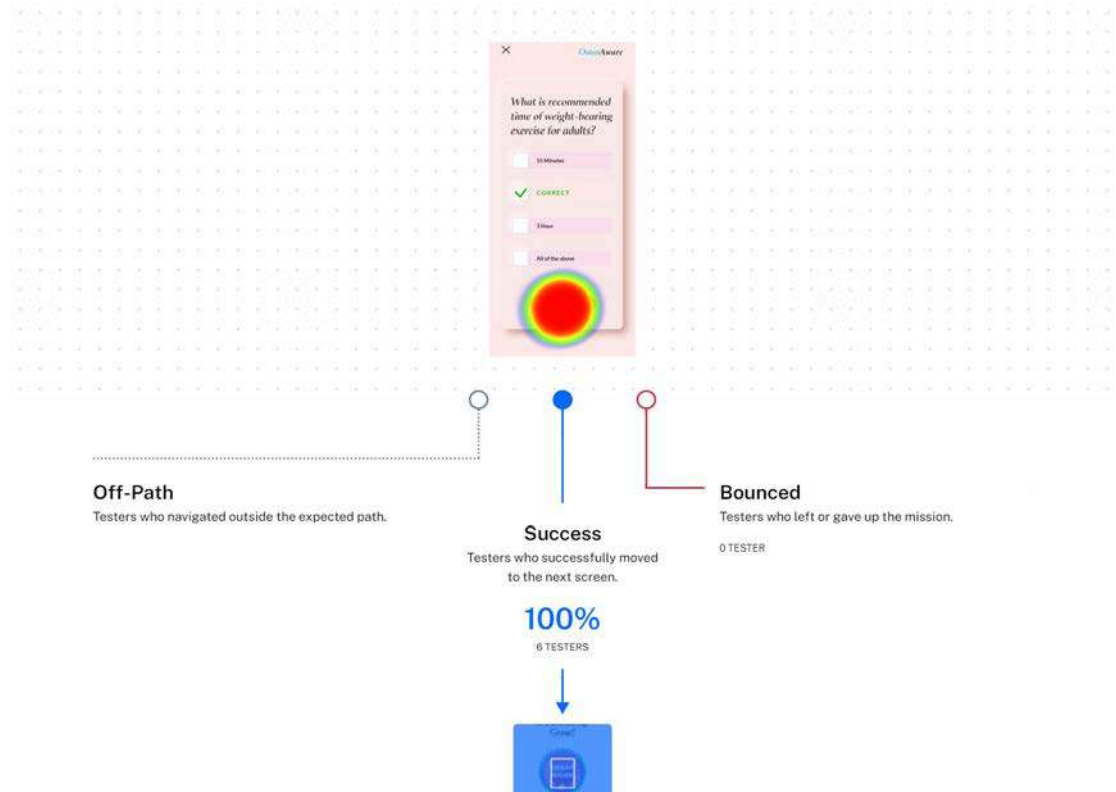 OsteoAware
What is recommended
time of weight-bearing
exercise for adults?
15 Minutes
CORRECT
All of the above
Off-Path
Testers who navigated outside the expected path.
Success
Testers who successfully moved
to the next screen.
100%
6 TESTERS
Bounced
Testers who left or gave up the mission.
0 TESTER
Great!